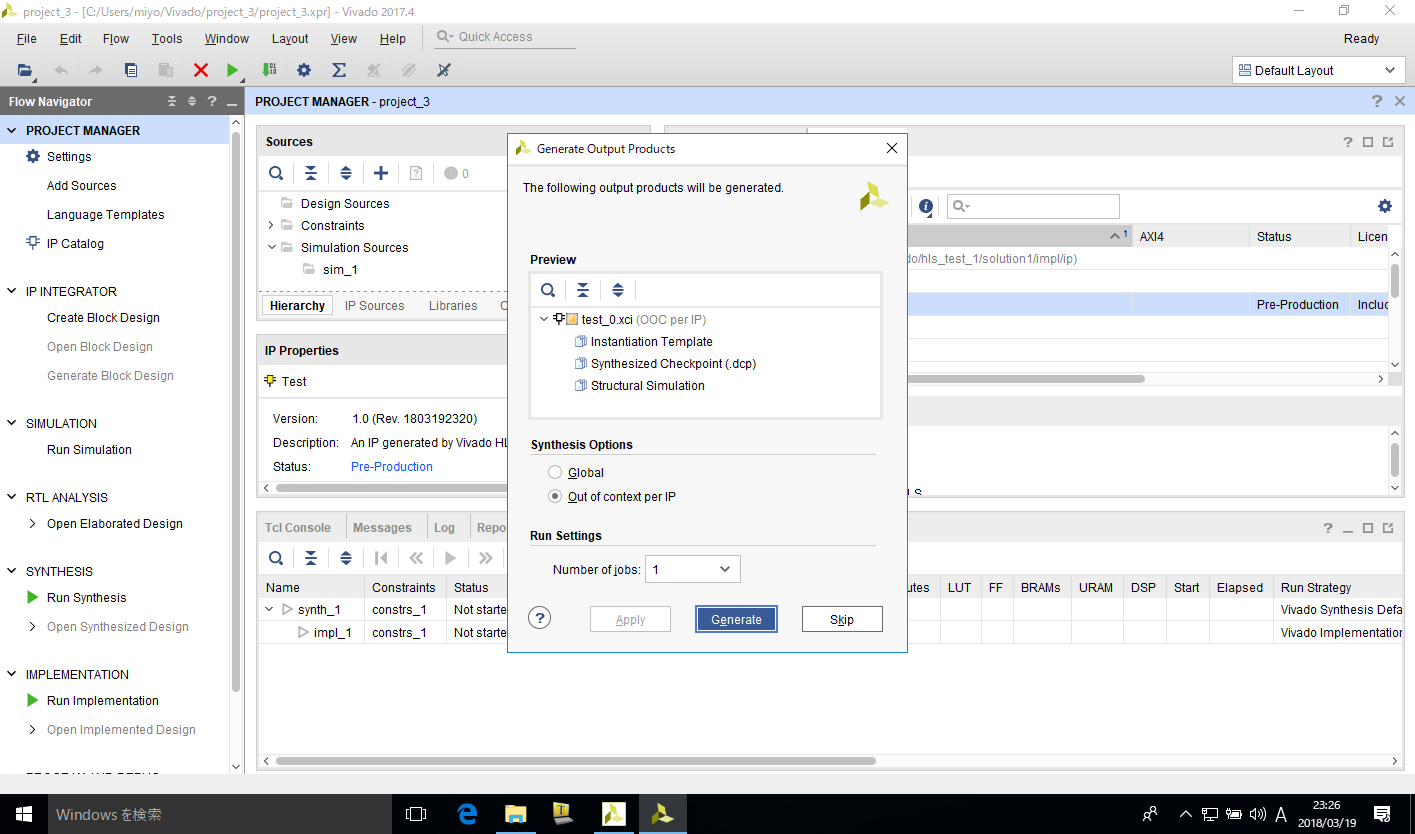 project_3 - [C:/Users/miyo/Vivado/project_3/project_3.xpr] - Vivado 2017.4
File Edit Flow Tools Window Layout View Help Quick Access Ready
Default Layout
Flow Navigator
PROJECT MANAGER - project_3
PROJECT MANAGER
Settings
Add Sources
Language Templates
IP Catalog
IP INTEGRATOR
Create Block Design
Open Block Design
Generate Block Design
SIMULATION
Run Simulation
RTL ANALYSIS
Open Elaborated Design
SYNTHESIS
Run Synthesis
Open Synthesized Design
IMPLEMENTATION
Run Implementation
Open Implemented Design
Sources
0
Design Sources
Constraints
Simulation Sources
sim_1
Hierarchy IP Sources Libraries
IP Properties
Test
Version: 1.0 (Rev. 1803192320)
Description: An IP generated by Vivado HL
Status: Pre-Production
1 AXI4 Status Licen
do/hls_test_1/solution1/impl/ip)
Pre-Production Includ
Generate Output Products
The following output products will be generated.
Preview
test_0.xci (OOC per IP)
Instantiation Template
Synthesized Checkpoint (.dcp)
Structural Simulation
Synthesis Options
Global
Out of context per IP
Run Settings
Number of jobs: 1
? Apply Generate Skip
Tcl Console Messages Log Repo
Name Constraints Status utes LUT FF BRAMs URAM DSP Start Elapsed Run Strategy
synth_1 constrs_1 Not starte Vivado Synthesis Defa
impl_1 constrs_1 Not starte Vivado Implementation
Windows を検索
A
23:26
2018/03/19